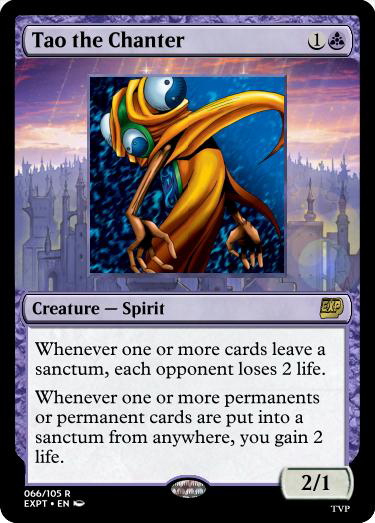 Tao the Chanter 1
Creature — Spirit EXP
Whenever one or more cards leave a
sanctum, each opponent loses 2 life.
Whenever one or more permanents
or permanent cards are put into a
sanctum from anywhere, you gain 2
life.
2/1
066/105 R
EXPT • EN
TVP